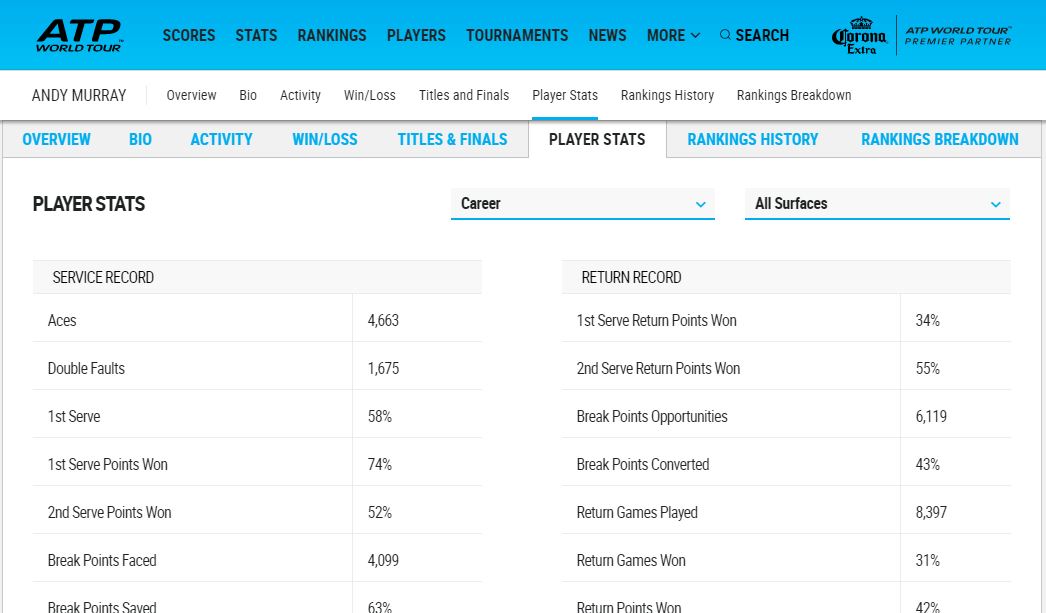 ATP WORLD TOUR
SCORES STATS RANKINGS PLAYERS TOURNAMENTS NEWS MORE SEARCH
Corona Extra
ATP WORLD TOUR™
PREMIER PARTNER
ANDY MURRAY Overview Bio Activity Win/Loss Titles and Finals Player Stats Rankings History Rankings Breakdown
OVERVIEW BIO ACTIVITY WIN/LOSS TITLES & FINALS PLAYER STATS RANKINGS HISTORY RANKINGS BREAKDOWN
PLAYER STATS Career All Surfaces
SERVICE RECORD
Aces 4,663
Double Faults 1,675
1st Serve 58%
1st Serve Points Won 74%
2nd Serve Points Won 52%
Break Points Faced 4,099
Break Points Saved 63%
RETURN RECORD
1st Serve Return Points Won 34%
2nd Serve Return Points Won 55%
Break Points Opportunities 6,119
Break Points Converted 43%
Return Games Played 8,397
Return Games Won 31%
Return Points Won 42%